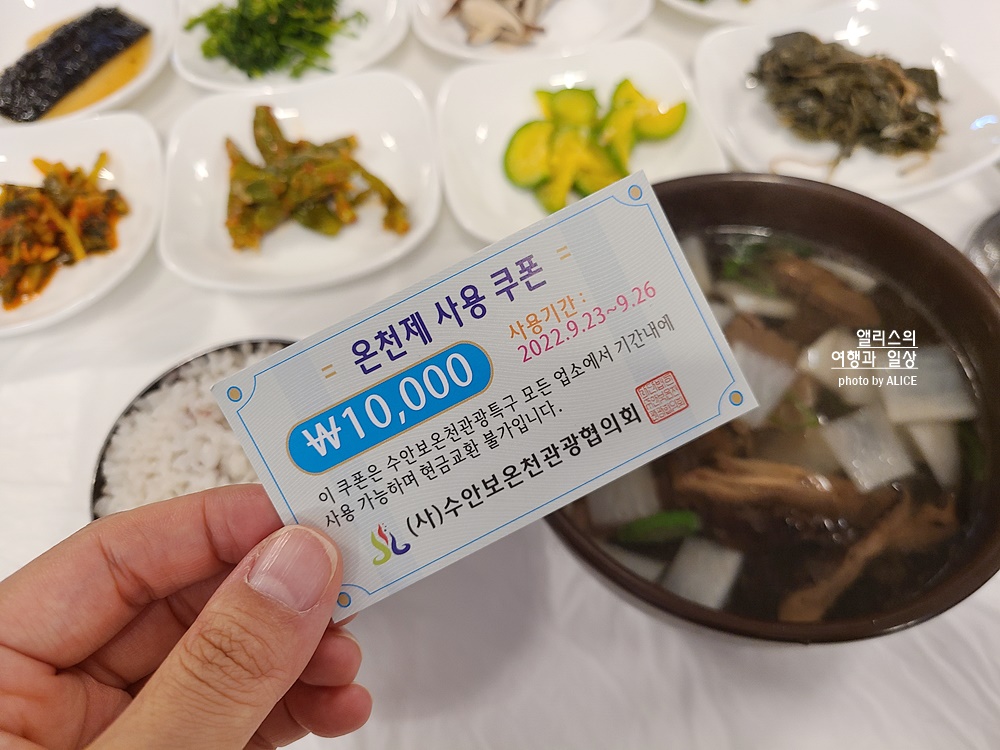 = 온천제 사용 쿠폰 =
₩10,000
사용기간 :
2022.9.23~9.26
이 쿠폰은 수안보온천관광특구 모든 업소에서 기간내에
사용 가능하며 현금교환 불가입니다.
(사)수안보온천관광협의회
앨리스의
여행과 일상
photo by ALICE